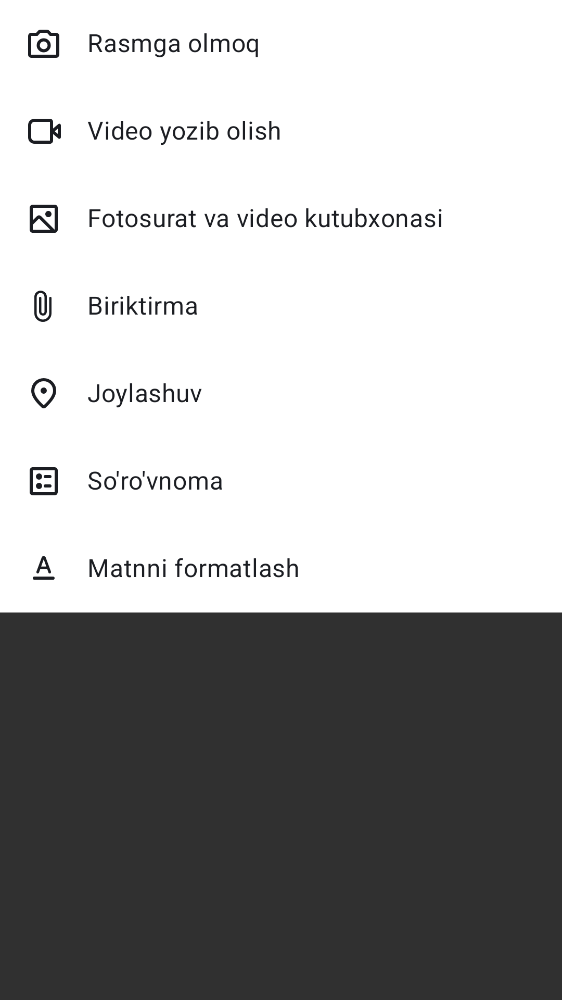 Rasmga olmoq
Video yozib olish
Fotosurat va video kutubxonasi
Biriktirma
Joylashuv
So'ro'vnoma
Matnni formatlash